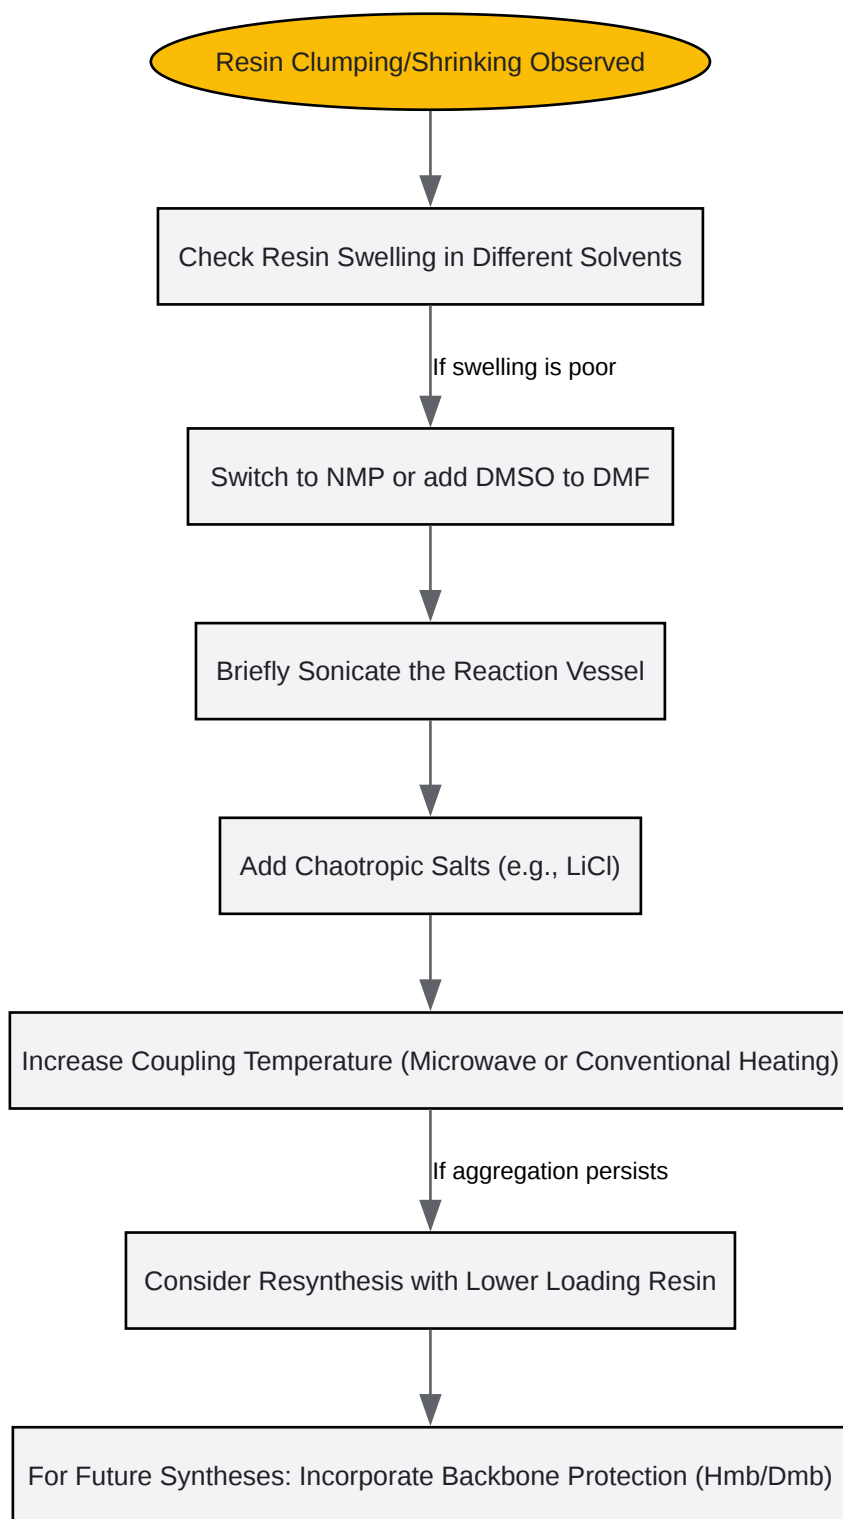 Resin Clumping/Shrinking Observed
Check Resin Swelling in Different Solvents
If swelling is poor
Switch to NMP or add DMSO to DMF
Briefly Sonicate the Reaction Vessel
Add Chaotropic Salts (e.g., LiCl)
Increase Coupling Temperature (Microwave or Conventional Heating)
If aggregation persists
Consider Resynthesis with Lower Loading Resin
For Future Syntheses: Incorporate Backbone Protection (Hmb/Dmb)